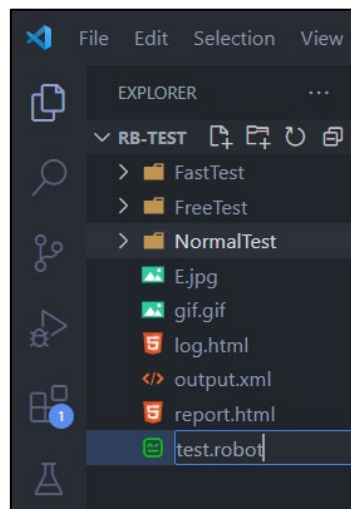 File Edit Selection View
EXPLORER ...
RB-TEST
FastTest
FreeTest
NormalTest
E.jpg
gif.gif
log.html
output.xml
report.html
1
test.robot